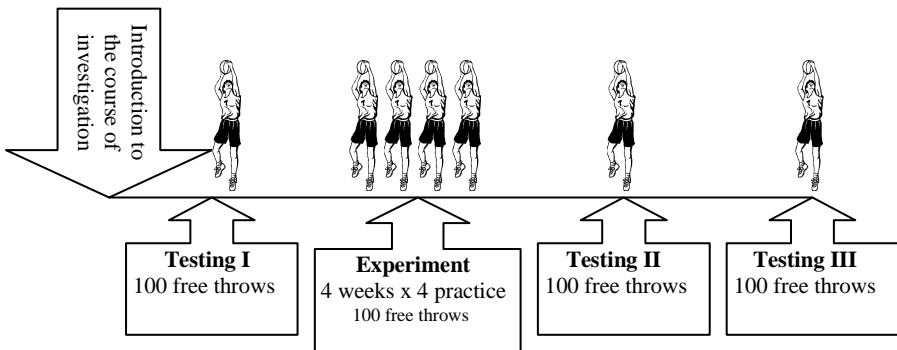 Introduction to
the course of
investigation
Testing I
100 free throws
Experiment
4 weeks x 4 practice
100 free throws
Testing II
100 free throws
Testing III
100 free throws